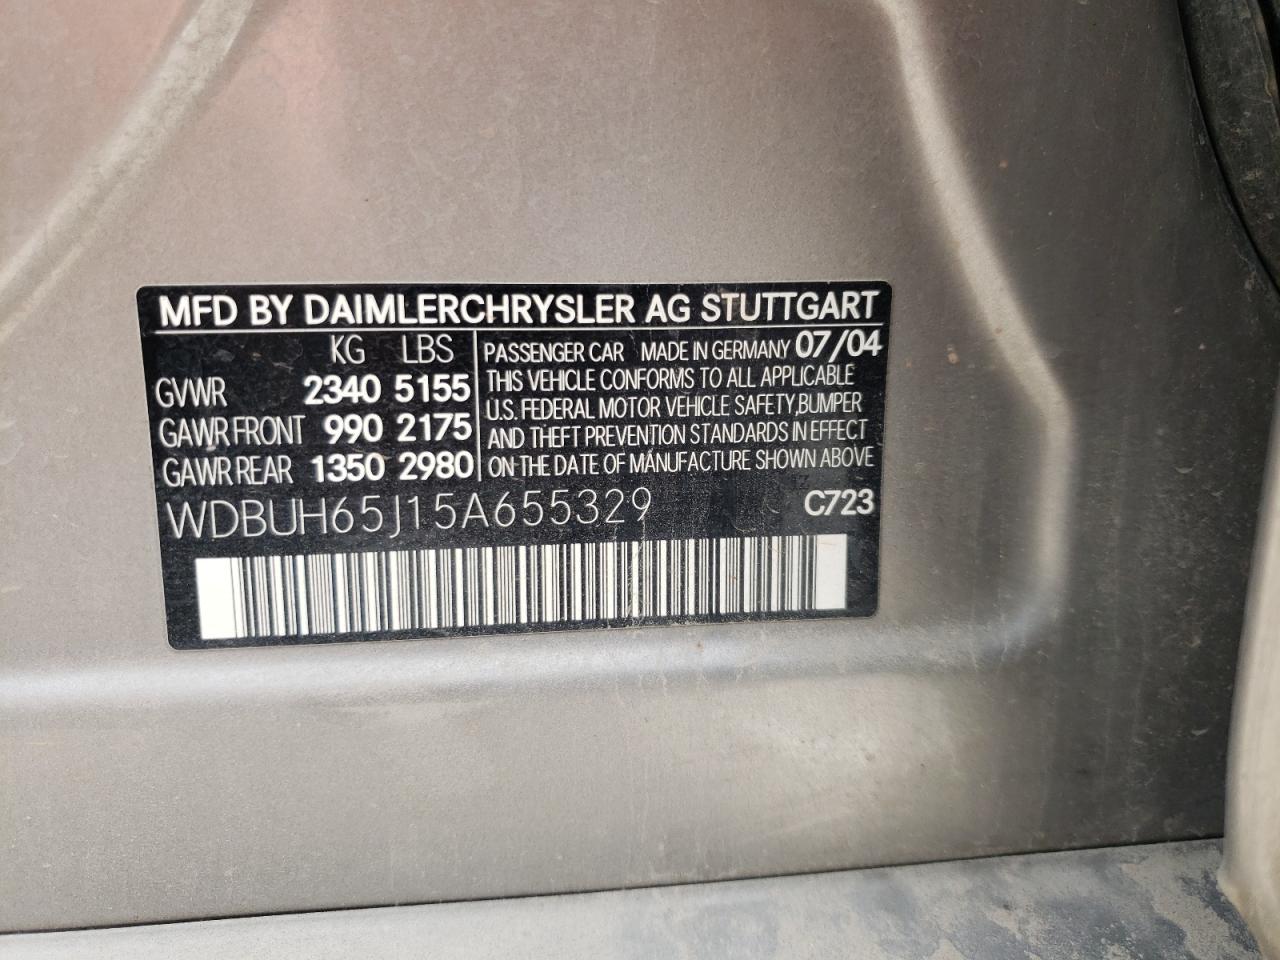 MFD BY DAIMLERCHRYSLER AG STUTTGART
KG LBS
GVWR 2340 5155
GAWR FRONT 990 2175
GAWR REAR 1350 2980
PASSENGER CAR MADE IN GERMANY 07/04
THIS VEHICLE CONFORMS TO ALL APPLICABLE
U.S. FEDERAL MOTOR VEHICLE SAFETY, BUMPER
AND THEFT PREVENTION STANDARDS IN EFFECT
ON THE DATE OF MANUFACTURE SHOWN ABOVE
WDBUH65J15A655329 C723